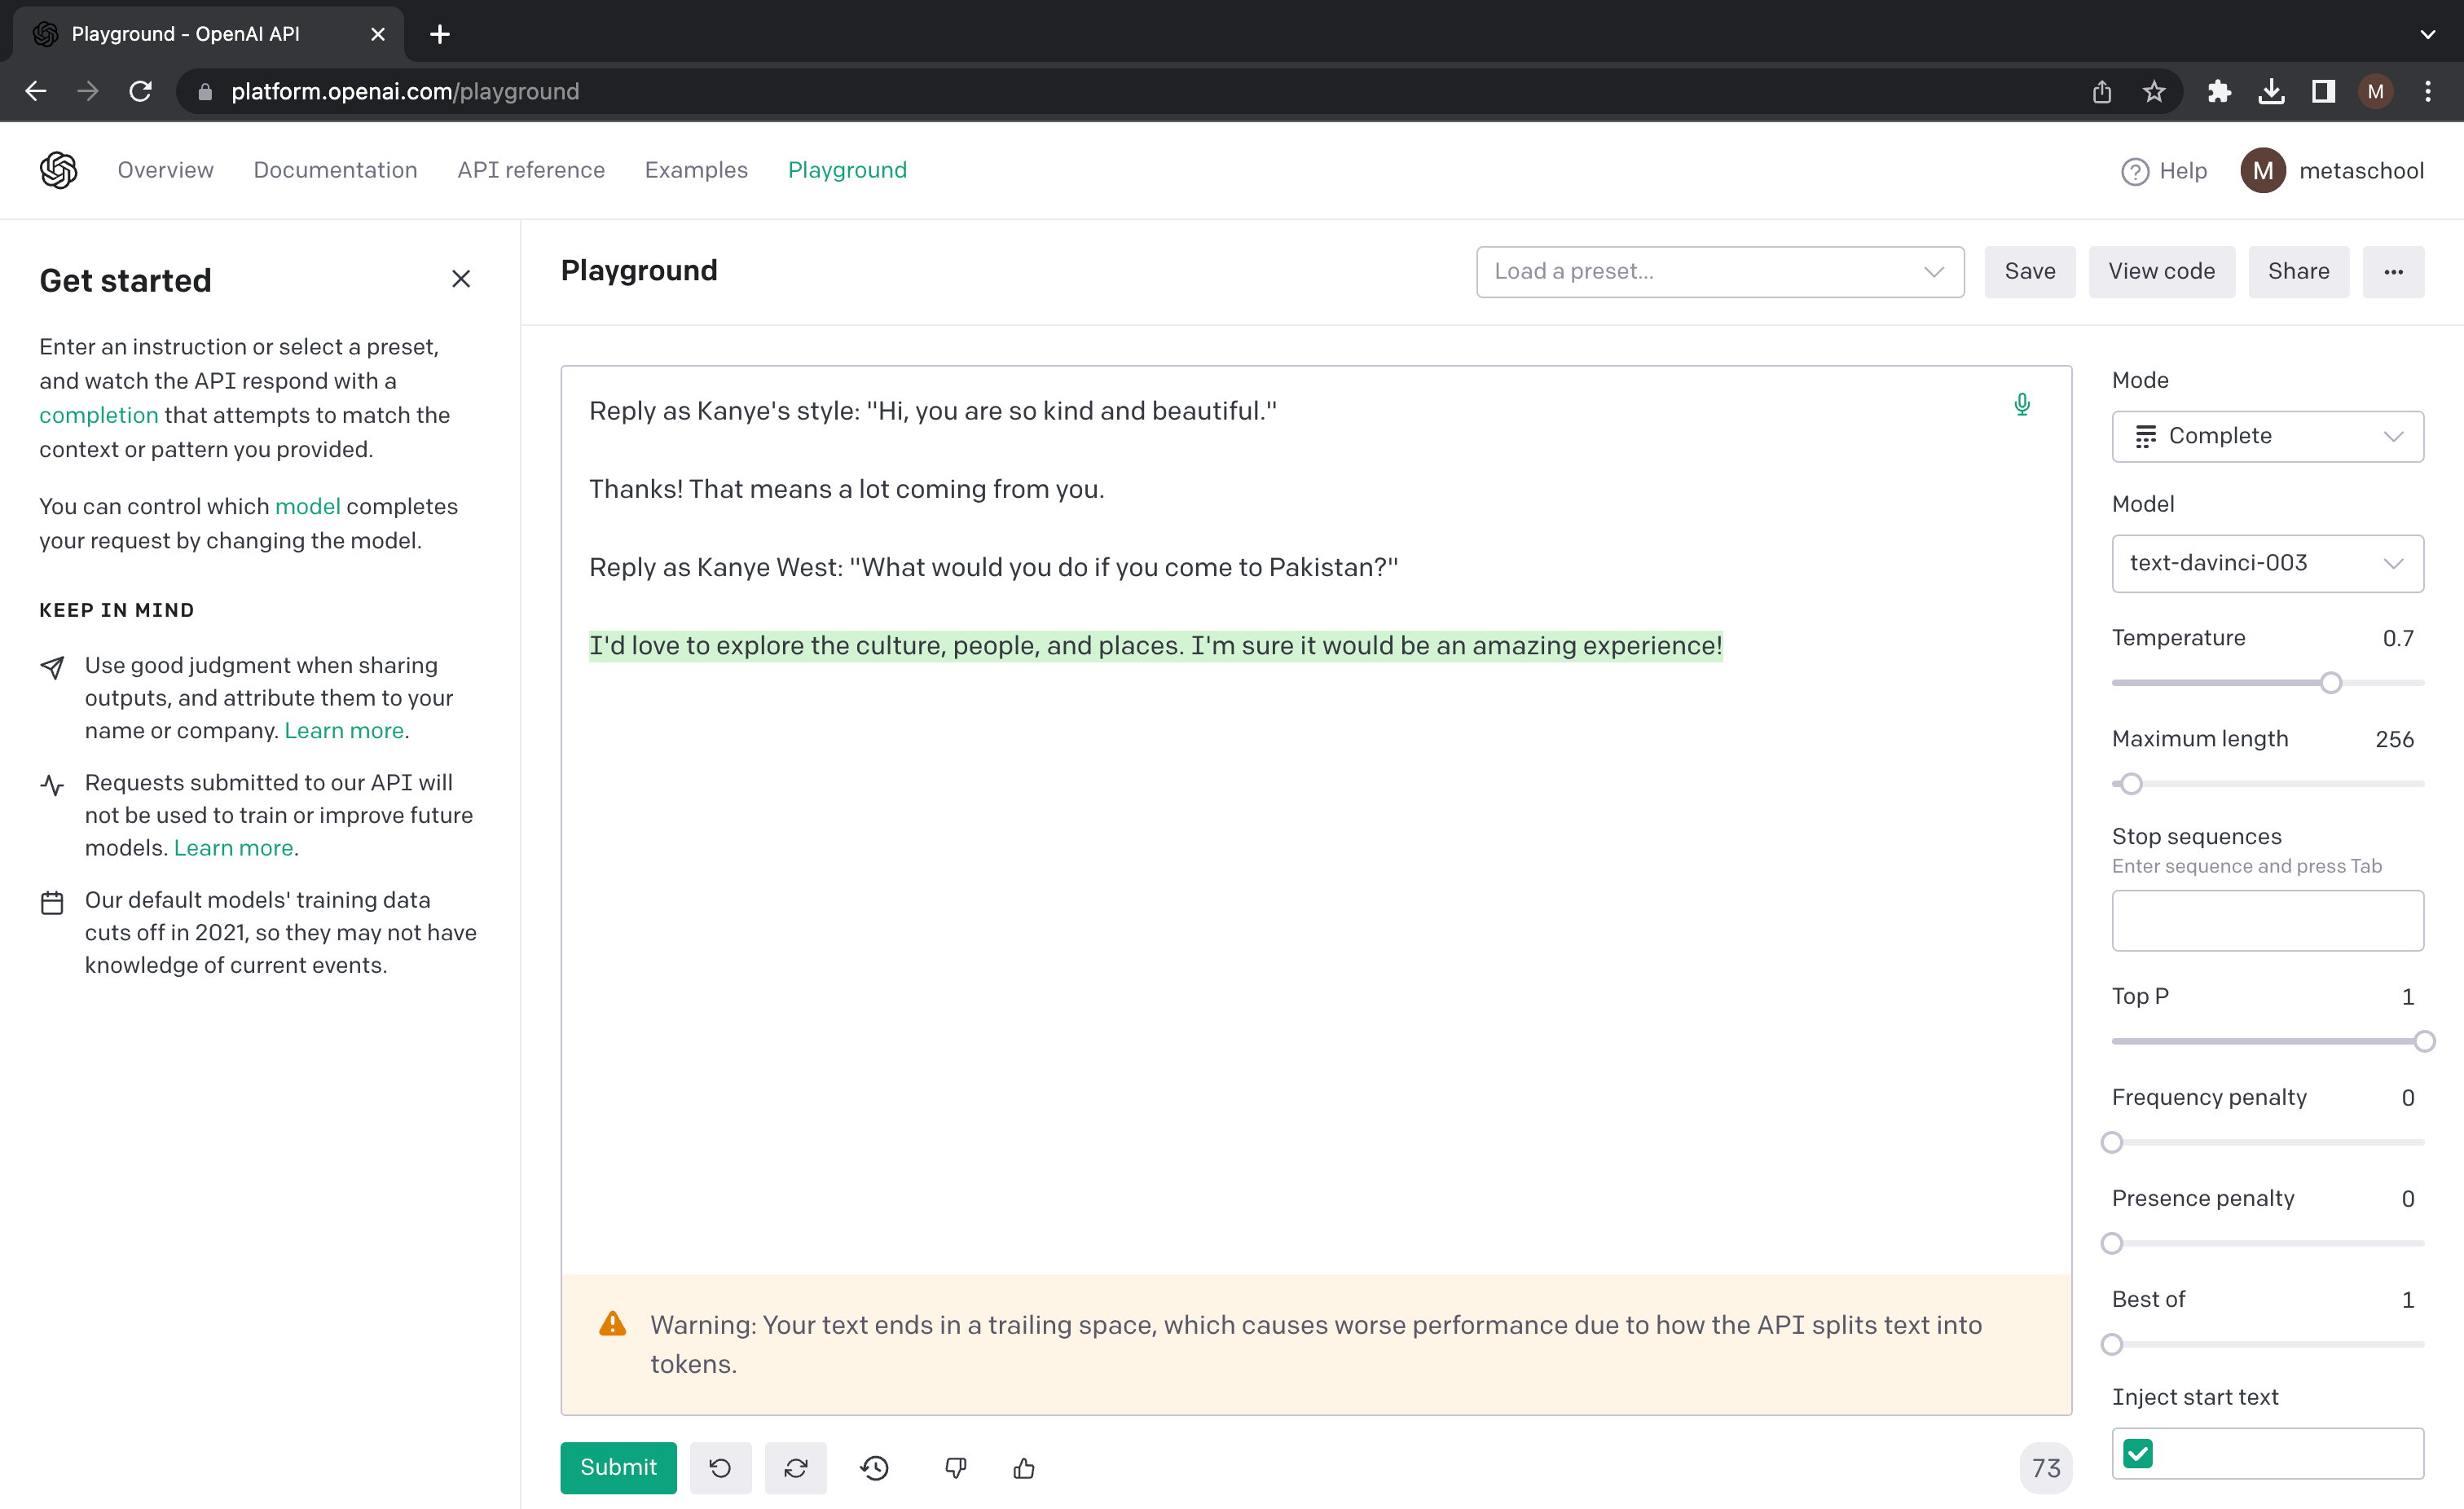 Playground - OpenAI API
platform.openai.com/playground
M
Overview
Documentation
API reference
Examples
Playground
Help
M
metaschool
Get started
Enter an instruction or select a preset,
and watch the API respond with a
completion that attempts to match the
context or pattern you provided.
You can control which model completes
your request by changing the model.
KEEP IN MIND
Use good judgment when sharing
outputs, and attribute them to your
name or company. Learn more.
Requests submitted to our API will
not be used to train or improve future
models. Learn more.
Our default models' training data
cuts off in 2021, so they may not have
knowledge of current events.
Playground
Load a preset...
Save
View code
Share
Reply as Kanye's style: "Hi, you are so kind and beautiful."
Thanks! That means a lot coming from you.
Reply as Kanye West: "What would you do if you come to Pakistan?"
I'd love to explore the culture, people, and places. I'm sure it would be an amazing experience!
Warning: Your text ends in a trailing space, which causes worse performance due to how the API splits text into
tokens.
Submit
73
Mode
Complete
Model
text-davinci-003
Temperature 0.7
Maximum length 256
Stop sequences
Enter sequence and press Tab
Top P 1
Frequency penalty 0
Presence penalty 0
Best of 1
Inject start text